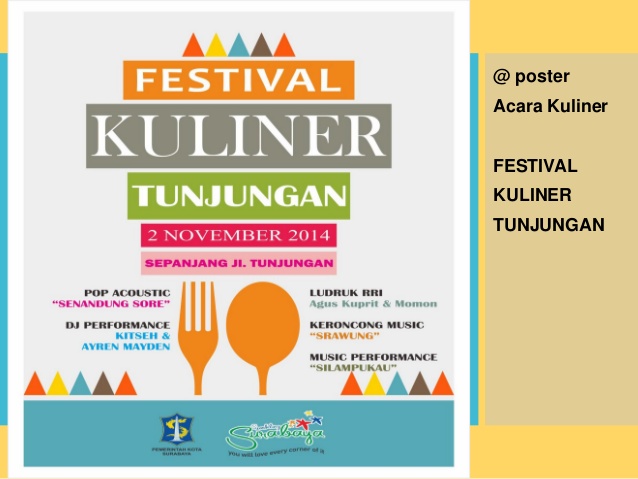 FESTIVAL
KULINER
TUNJUNGAN
2 NOVEMBER 2014
SEPANJANG Jl. TUNJUNGAN
POP ACOUSTIC
“SENANDUNG SORE”
DJ PERFORMANCE
KITSEH &
AYREN MAYDEN
LUDRUK RRI
Agus Kuprit & Momon
KERONCONG MUSIC
“SRAWUNG”
MUSIC PERFORMANCE
“SILAMPUKAU”
PEMERINTAH KOTA
SURABAYA
Sparkling
Surabaya
you will love every corner of it
@ poster
Acara Kuliner
FESTIVAL
KULINER
TUNJUNGAN